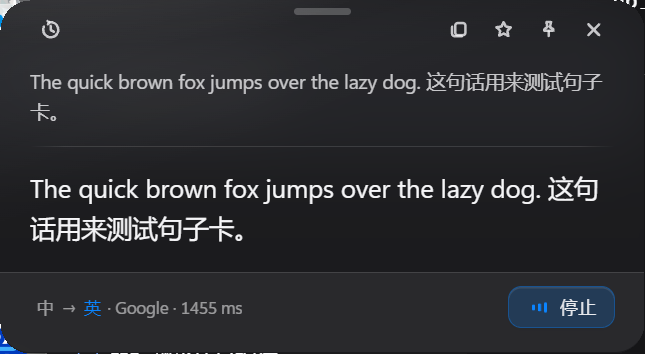 The quick brown fox jumps over the lazy dog. 这句话用来测试句子
卡。
The quick brown fox jumps over the lazy dog. 这句
话用来测试句子卡。
中 → 英 · Google · 1455 ms
停止